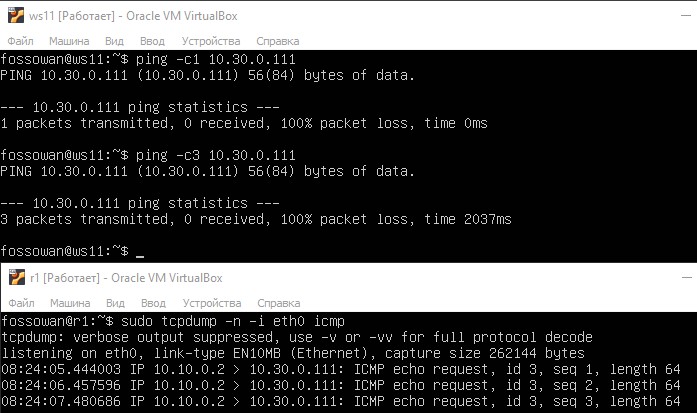 ws11 [Работает] - Oracle VM VirtualBox
Файл Машина Вид Ввод Устройства Справка
fossowan@ws11:~$ ping -c1 10.30.0.111
PING 10.30.0.111 (10.30.0.111) 56(84) bytes of data.
--- 10.30.0.111 ping statistics ---
1 packets transmitted, 0 received, 100% packet loss, time 0ms
fossowan@ws11:~$ ping -c3 10.30.0.111
PING 10.30.0.111 (10.30.0.111) 56(84) bytes of data.
--- 10.30.0.111 ping statistics ---
3 packets transmitted, 0 received, 100% packet loss, time 2037ms
fossowan@ws11:~$ _
r1 [Работает] - Oracle VM VirtualBox
Файл Машина Вид Ввод Устройства Справка
fossowan@r1:~$ sudo tcpdump -n -i eth0 icmp
tcpdump: verbose output suppressed, use -v or -vv for full protocol decode
listening on eth0, link-type EN10MB (Ethernet), capture size 262144 bytes
08:24:05.444003 IP 10.10.0.2 > 10.30.0.111: ICMP echo request, id 3, seq 1, length 64
08:24:06.457596 IP 10.10.0.2 > 10.30.0.111: ICMP echo request, id 3, seq 2, length 64
08:24:07.480686 IP 10.10.0.2 > 10.30.0.111: ICMP echo request, id 3, seq 3, length 64